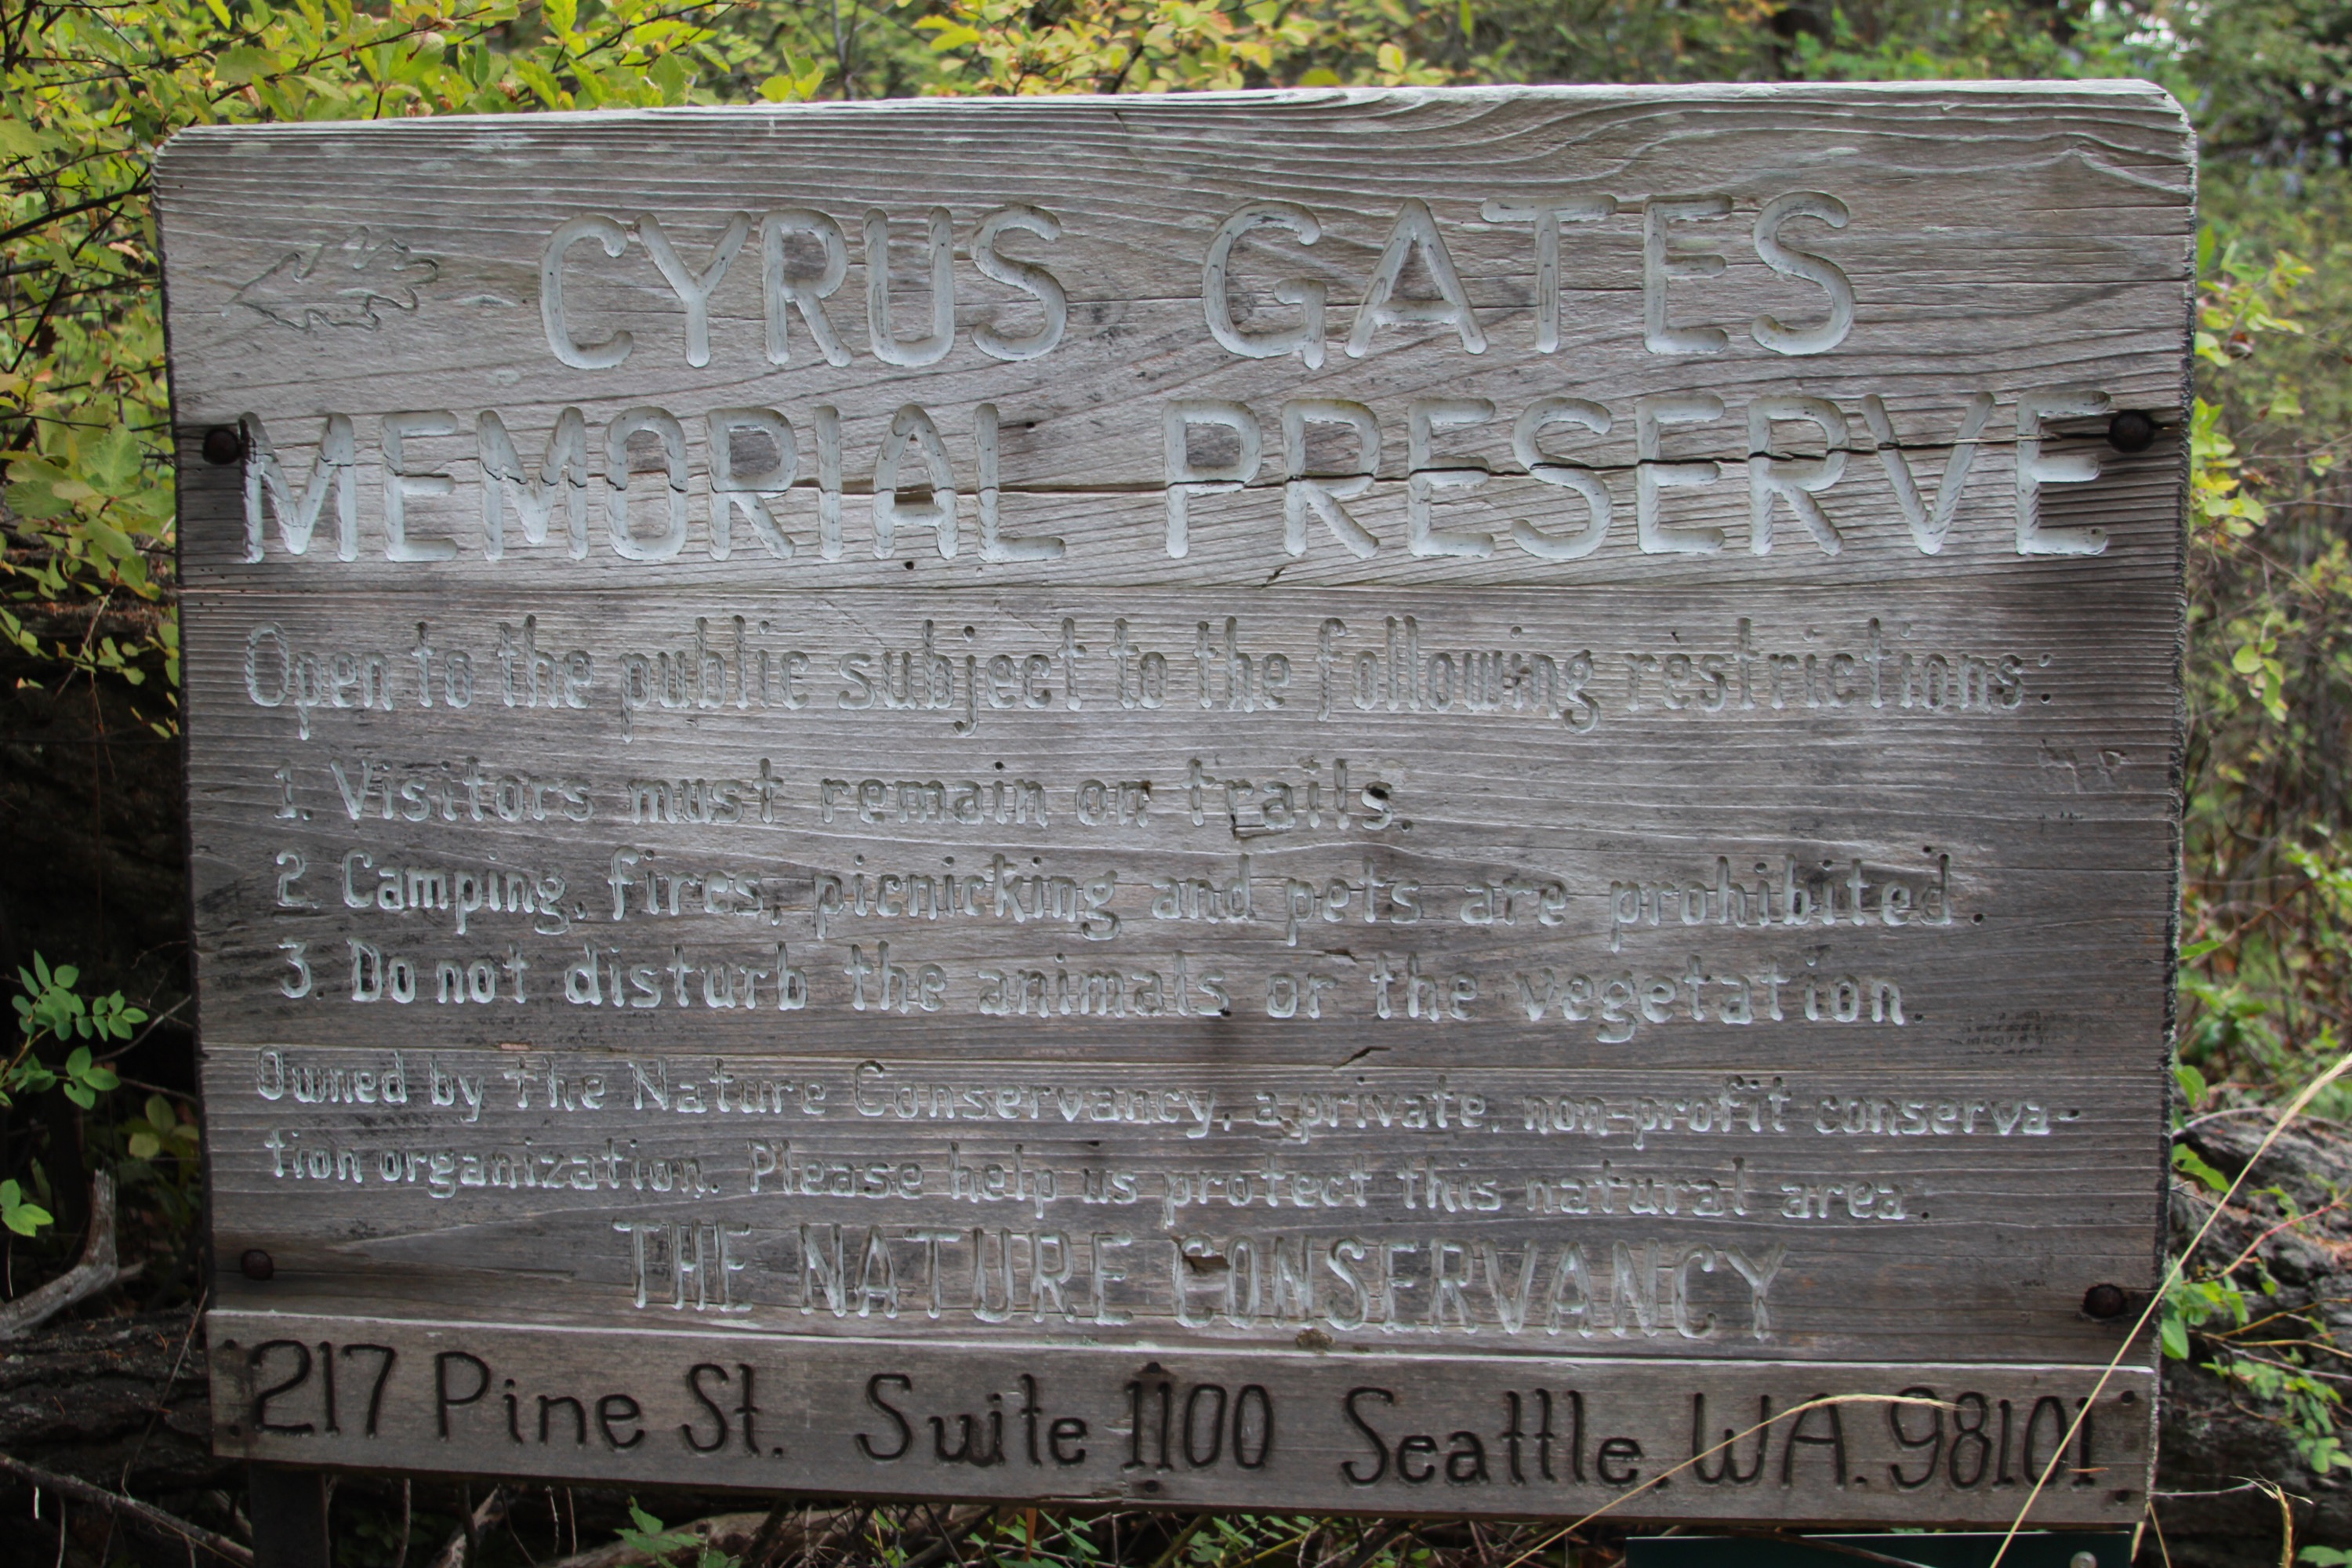 CYRUS GATES
MEMORIAL PRESERVE
Open to the public subject to the following restrictions:
1. Visitors must remain on trails.
2. Camping, fires, picnicking and pets are prohibited.
3. Do not disturb the animals or the vegetation.
Owned by The Nature Conservancy, a private, non-profit conserva-
tion organization. Please help us protect this natural area.
THE NATURE CONSERVANCY
217 Pine St. Suite 1100 Seattle, WA. 98101